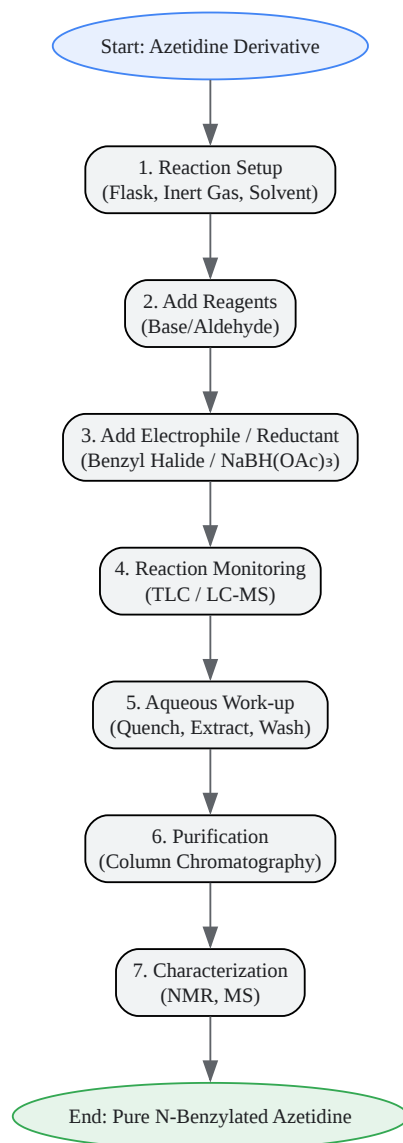 Start: Azetidine Derivative
1. Reaction Setup
(Flask, Inert Gas, Solvent)
2. Add Reagents
(Base/Aldehyde)
3. Add Electrophile / Reductant
(Benzyl Halide / NaBH(OAc)₃)
4. Reaction Monitoring
(TLC / LC-MS)
5. Aqueous Work-up
(Quench, Extract, Wash)
6. Purification
(Column Chromatography)
7. Characterization
(NMR, MS)
End: Pure N-Benzylated Azetidine